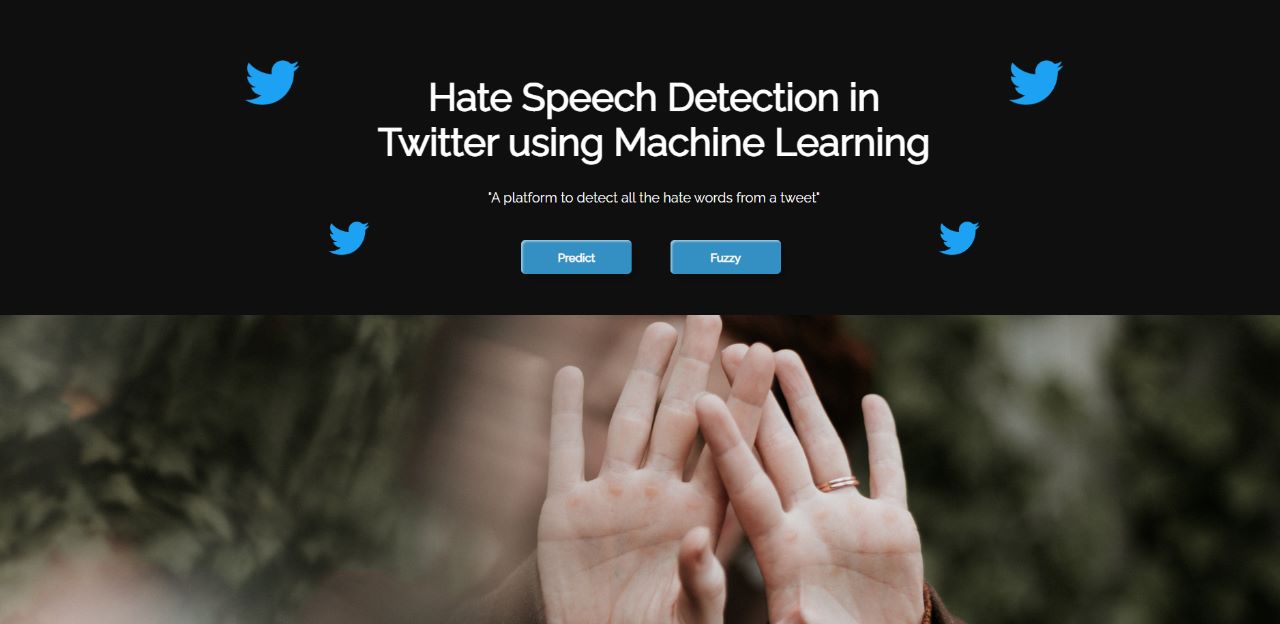 Hate Speech Detection in
Twitter using Machine Learning
"A platform to detect all the hate words from a tweet"
Predict Fuzzy